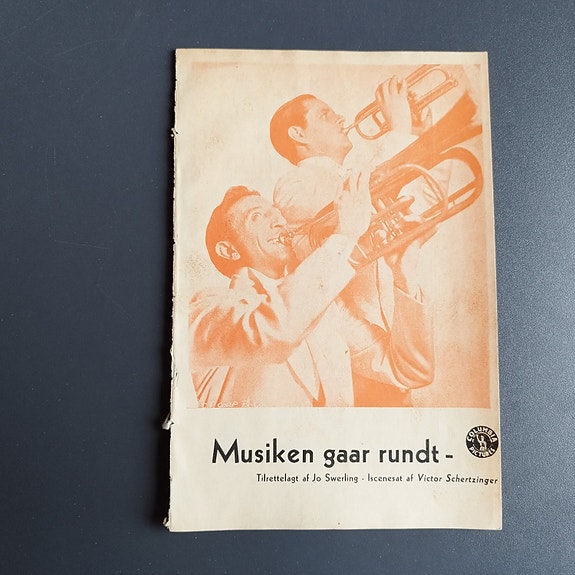 Musiken gaar rundt -
COLUMBIA
PICTURES
Tilrettelagt af Jo Swerling - Iscenesat af Victor Schertzinger